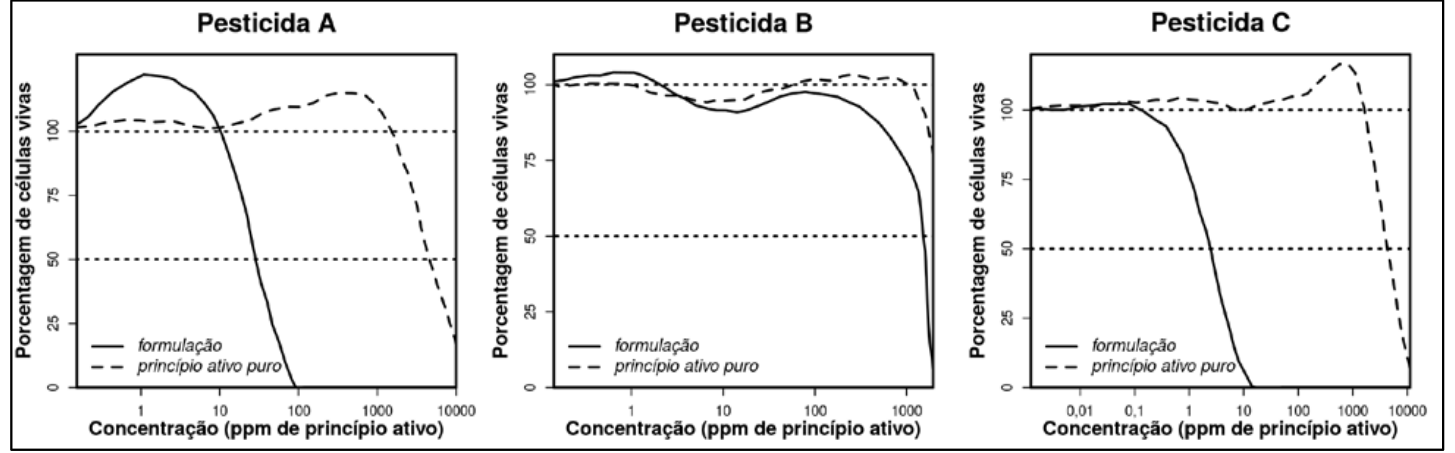 Pesticida A
Porcentagem de células vivas
100
75
50
25
0
formulação
princípio ativo puro
1 10 100 1000 10000
Concentração (ppm de princípio ativo)
Pesticida B
Porcentagem de células vivas
100
75
50
25
0
formulação
princípio ativo puro
1 10 100 1000
Concentração (ppm de princípio ativo)
Pesticida C
Porcentagem de células vivas
100
75
50
25
0
formulação
princípio ativo puro
0,01 0,1 1 10 100 1000 10000
Concentração (ppm de princípio ativo)